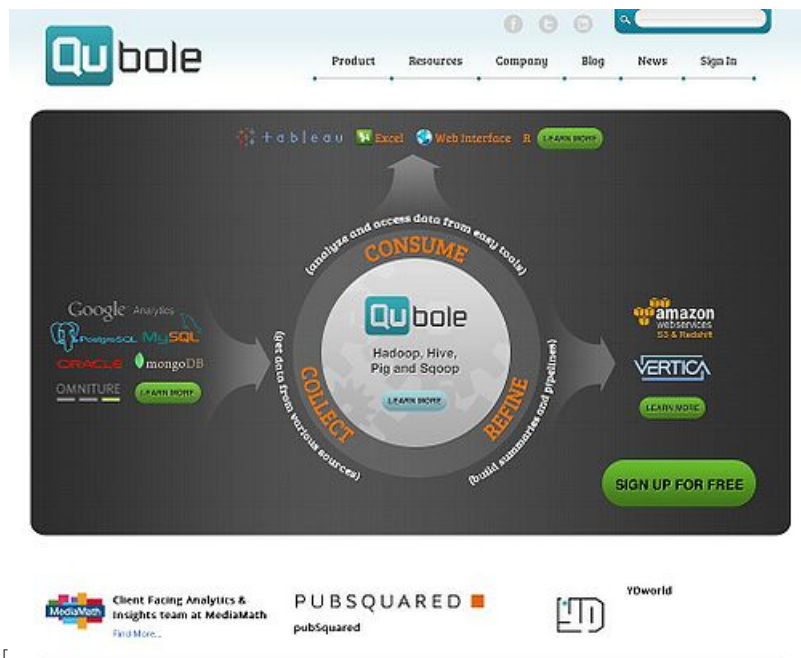 Qubole
Product Resources Company Blog News Sign In
tableau Excel Web Interface R LEARN MORE
(analyze and access data from easy tools)
CONSUME
Google Analytics
PostgreSQL MySQL
ORACLE mongoDB
OMNITURE LEARN MORE
(get data from various sources)
COLLECT
Qubole
Hadoop, Hive,
Pig and Sqoop
LEARN MORE
REFINE
(build summaries and pipelines)
amazon
webservices
S3 & Redshift
VERTICA
LEARN MORE
SIGN UP FOR FREE
MediaMath
Client Facing Analytics &
Insights team at MediaMath
Find More...
PUBSQUARED
pubSquared
YD
YDworld